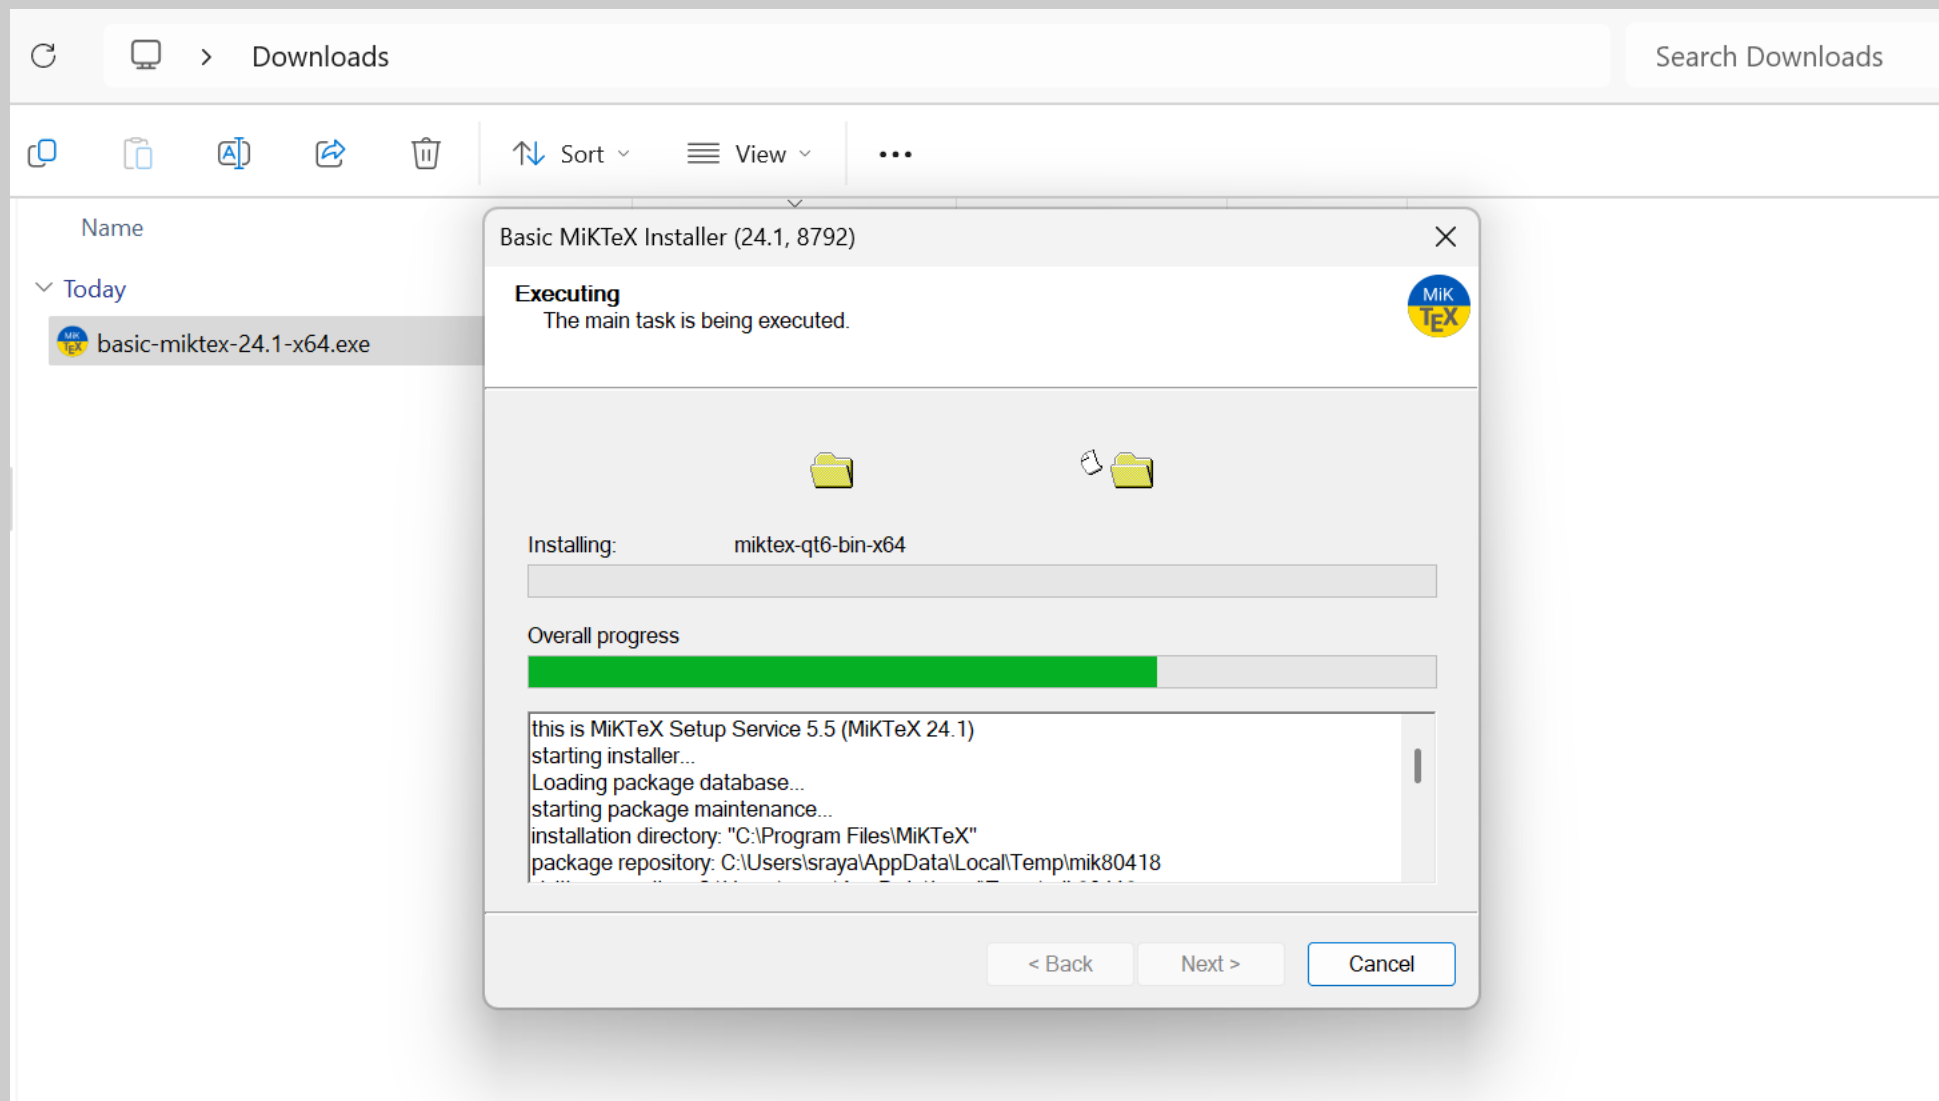 Downloads
Search Downloads
Sort
View
Name
Today
basic-miktex-24.1-x64.exe
Basic MiKTeX Installer (24.1, 8792)
Executing
The main task is being executed.
MiK
TEX
Installing: miktex-qt6-bin-x64
Overall progress
this is MiKTeX Setup Service 5.5 (MiKTeX 24.1)
starting installer...
Loading package database...
starting package maintenance...
installation directory: "C:\Program Files\MiKTeX"
package repository: C:\Users\sraya\AppData\Local\Temp\mik80418
< Back
Next >
Cancel